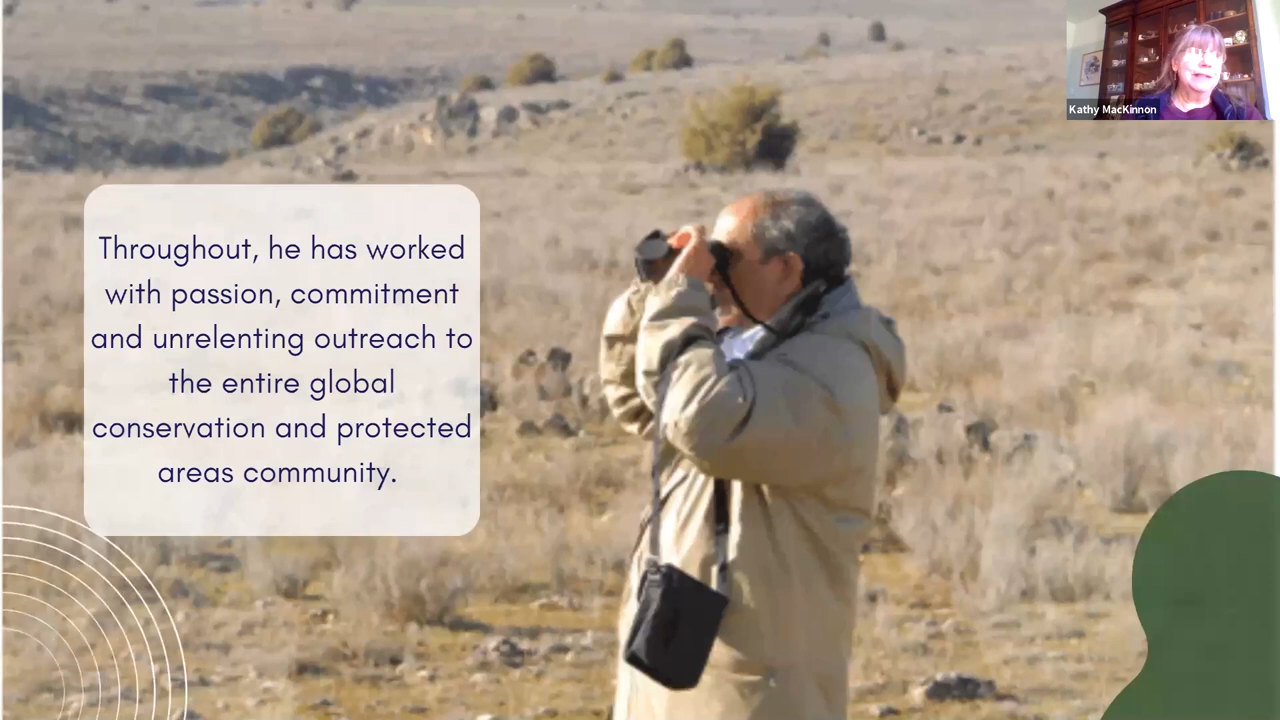 Kathy MacKinnon
Throughout, he has worked
with passion, commitment
and unrelenting outreach to
the entire global
conservation and protected
areas community.